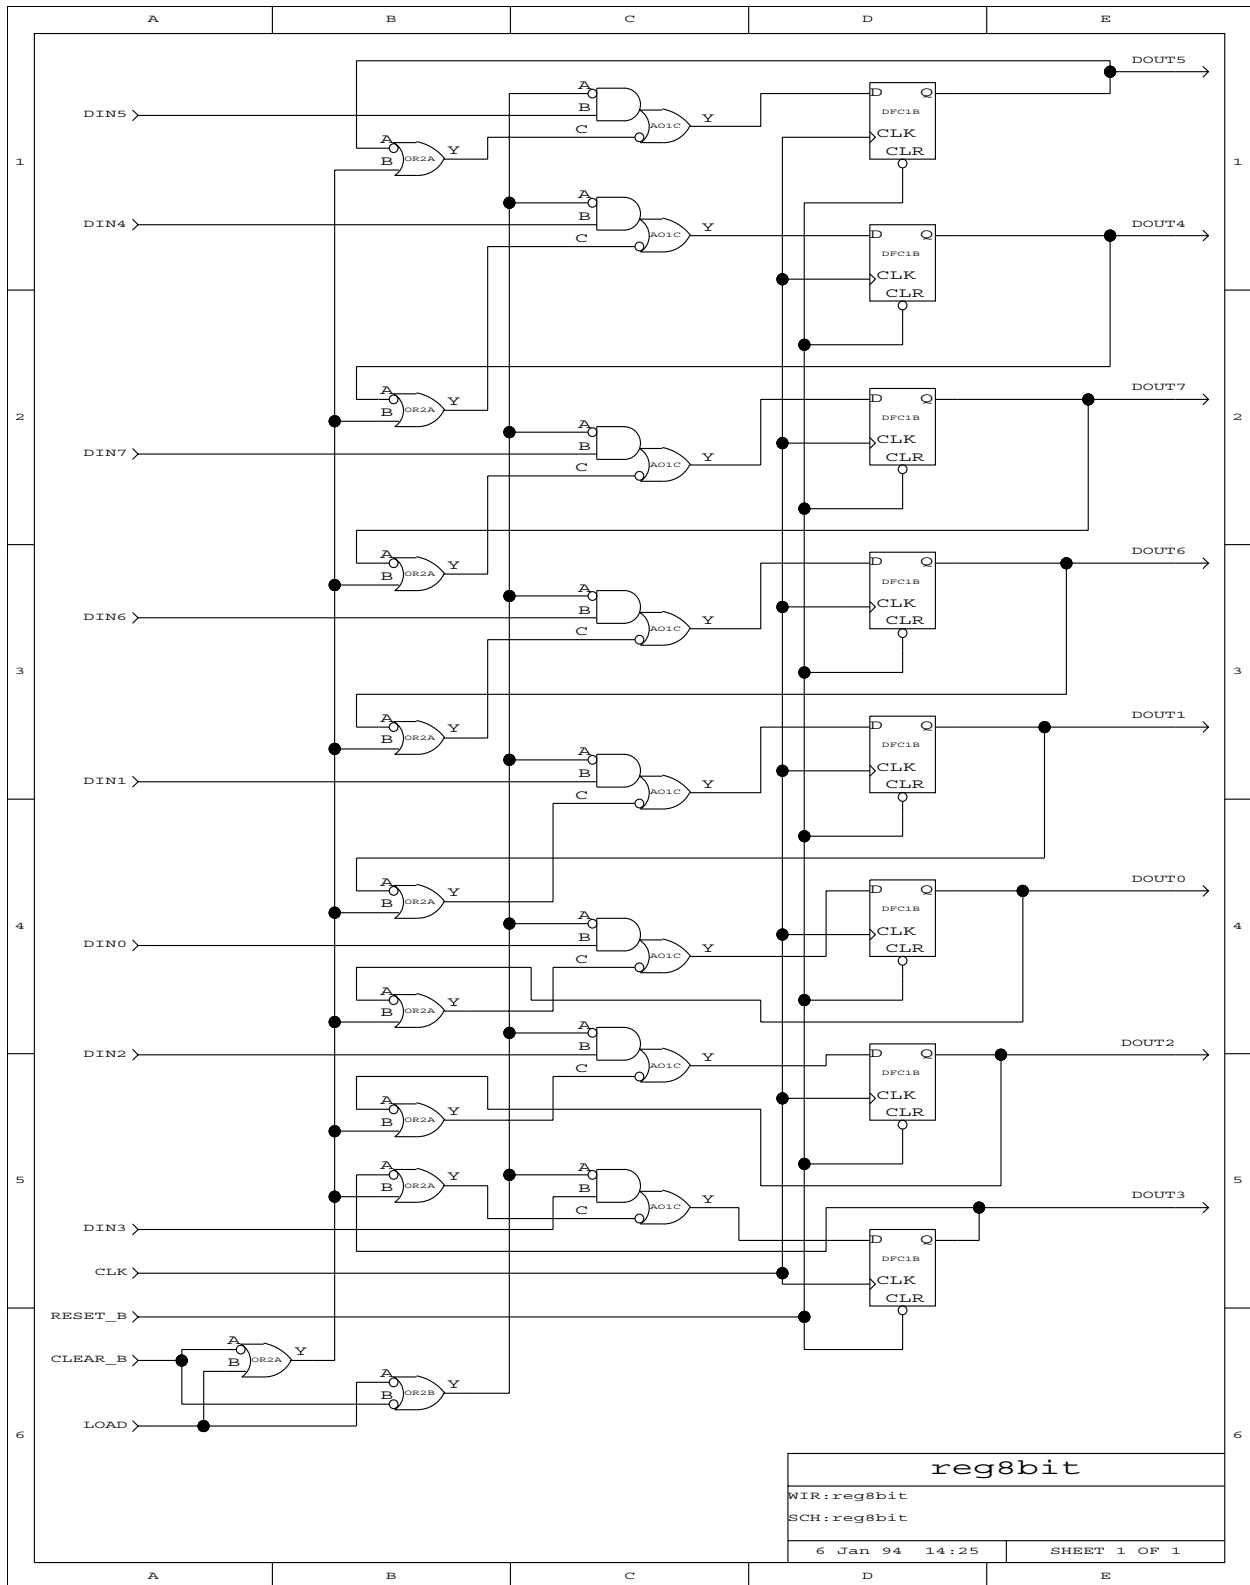 A B C D E
DOUT5
A
DIN5 B AO1C Y D Q
DFC1B
C CLK
A Y CLR
1 B OR2A 1
A
DIN4 B AO1C Y D Q DOUT4
C DFC1B
CLK
CLR
A Y
B OR2A
2 DOUT7 2
A D Q
DIN7 B AO1C Y DFC1B
C CLK
CLR
A Y
B OR2A
DOUT6
A D Q
DIN6 B AO1C Y DFC1B
C CLK
CLR
3 3
A Y
B OR2A
DOUT1
A D Q
DIN1 B AO1C Y DFC1B
C CLK
CLR
A Y
B OR2A
DOUT0
4 A D Q 4
DIN0 B AO1C Y DFC1B
C CLK
CLR
A Y
B OR2A
A
DIN2 B AO1C Y D Q DOUT2
C DFC1B
CLK
A Y CLR
B OR2A
A Y A
5 B OR2A B AO1C Y DOUT3 5
DIN3 C D Q
DFC1B
CLK CLK
CLR
RESET_B
A Y
CLEAR_B B OR2A
A Y
B OR2B
LOAD
6 6
reg8bit
WIR:reg8bit
SCH:reg8bit
6 Jan 94 14:25 SHEET 1 OF 1
A B C D E